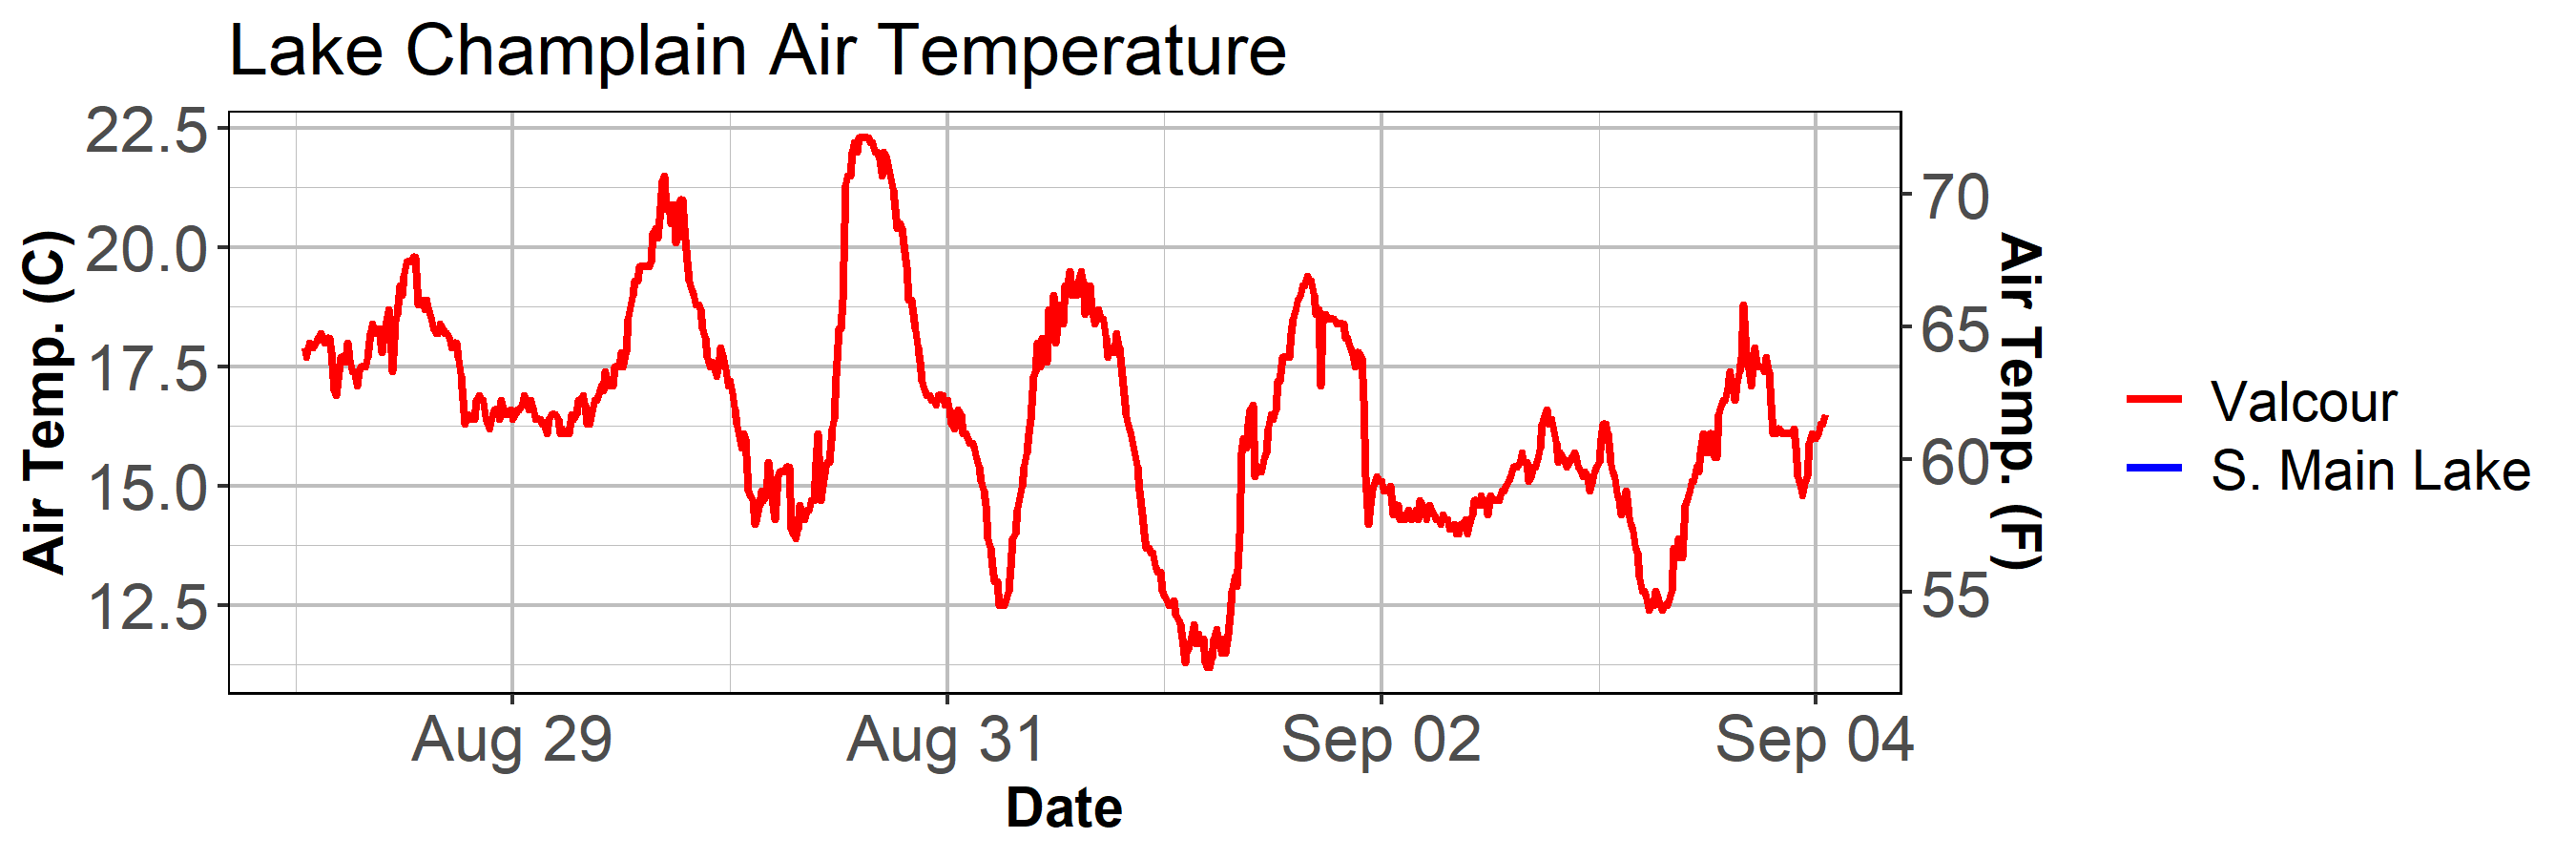 Lake Champlain Air Temperature
22.5
20.0
17.5
15.0
12.5
Air Temp. (C)
70
65
60
55
Air Temp. (F)
Aug 29
Aug 31
Sep 02
Sep 04
Date
Valcour
S. Main Lake